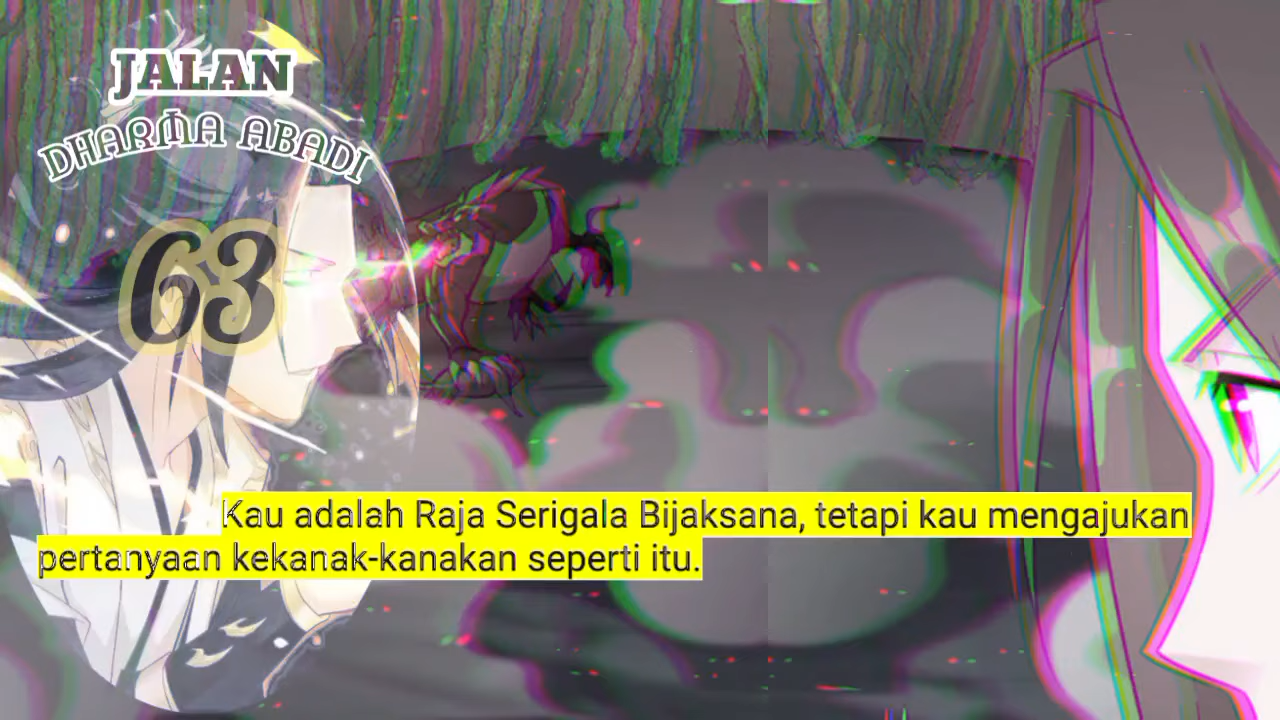 JALAN
DHARMA ABADI
63
Kau adalah Raja Serigala Bijaksana, tetapi kau mengajukan
pertanyaan kekanak-kanakan seperti itu.